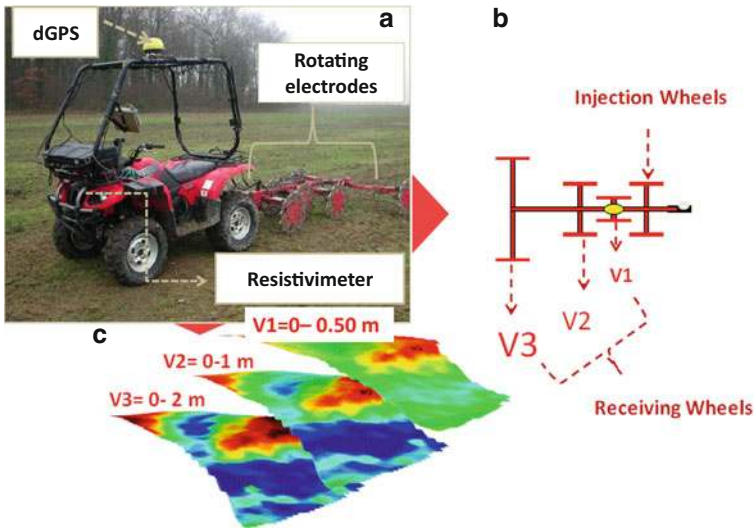 a
dGPS
Rotating
electrodes
Resistivimeter
b
Injection Wheels
V1
V2
V3
Receiving Wheels
c
V1=0– 0.50 m
V2= 0-1 m
V3= 0- 2 m